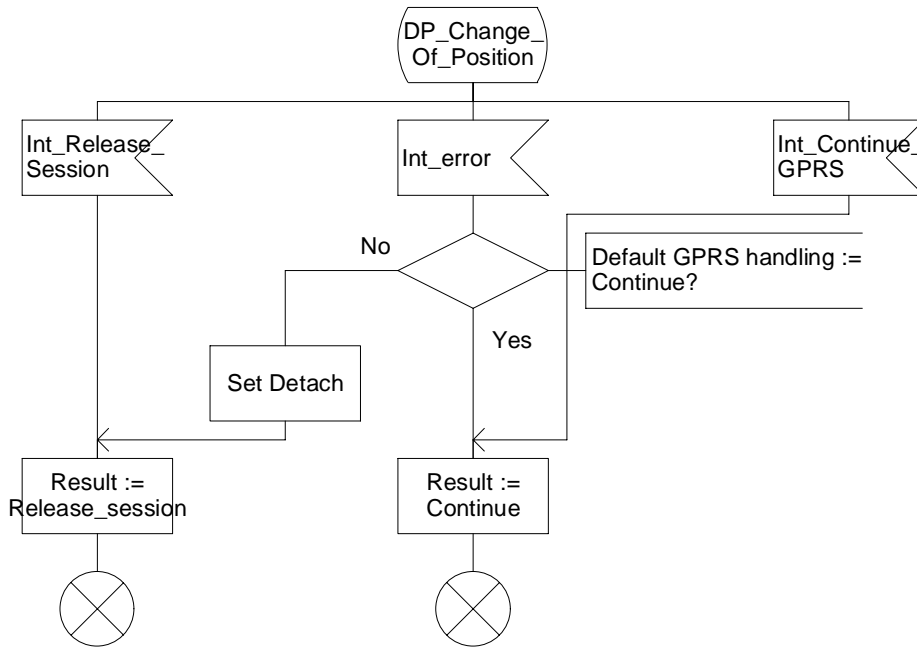 DP_Change_
Of_Position
Int_Release_
Session
Int_error
Int_Continue_
GPRS
No
Default GPRS handling :=
Continue?
Yes
Set Detach
Result :=
Release_session
Result :=
Continue